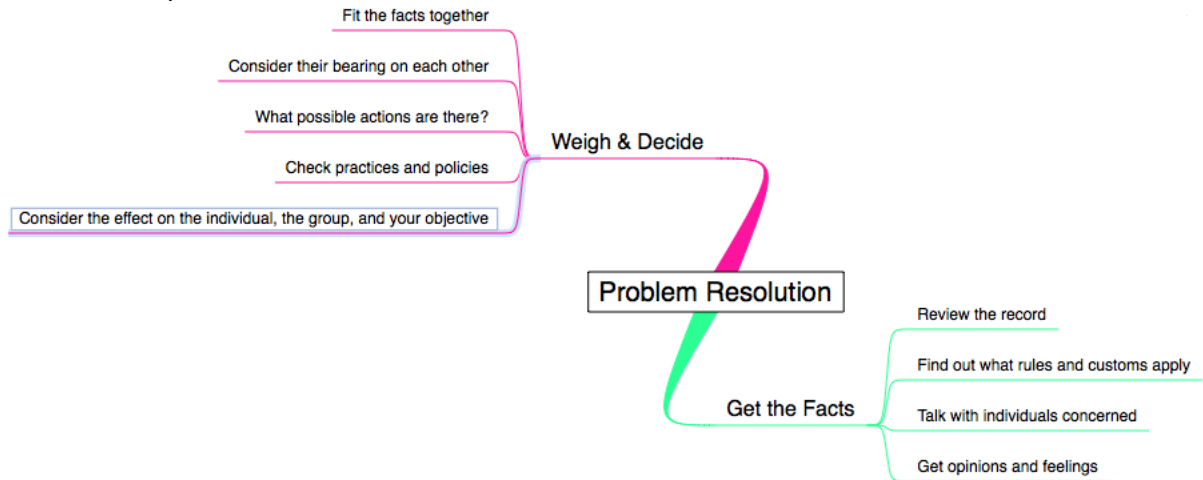 Fit the facts together
Consider their bearing on each other
What possible actions are there?
Weigh & Decide
Check practices and policies
Consider the effect on the individual, the group, and your objective
Problem Resolution
Review the record
Find out what rules and customs apply
Get the Facts
Talk with individuals concerned
Get opinions and feelings